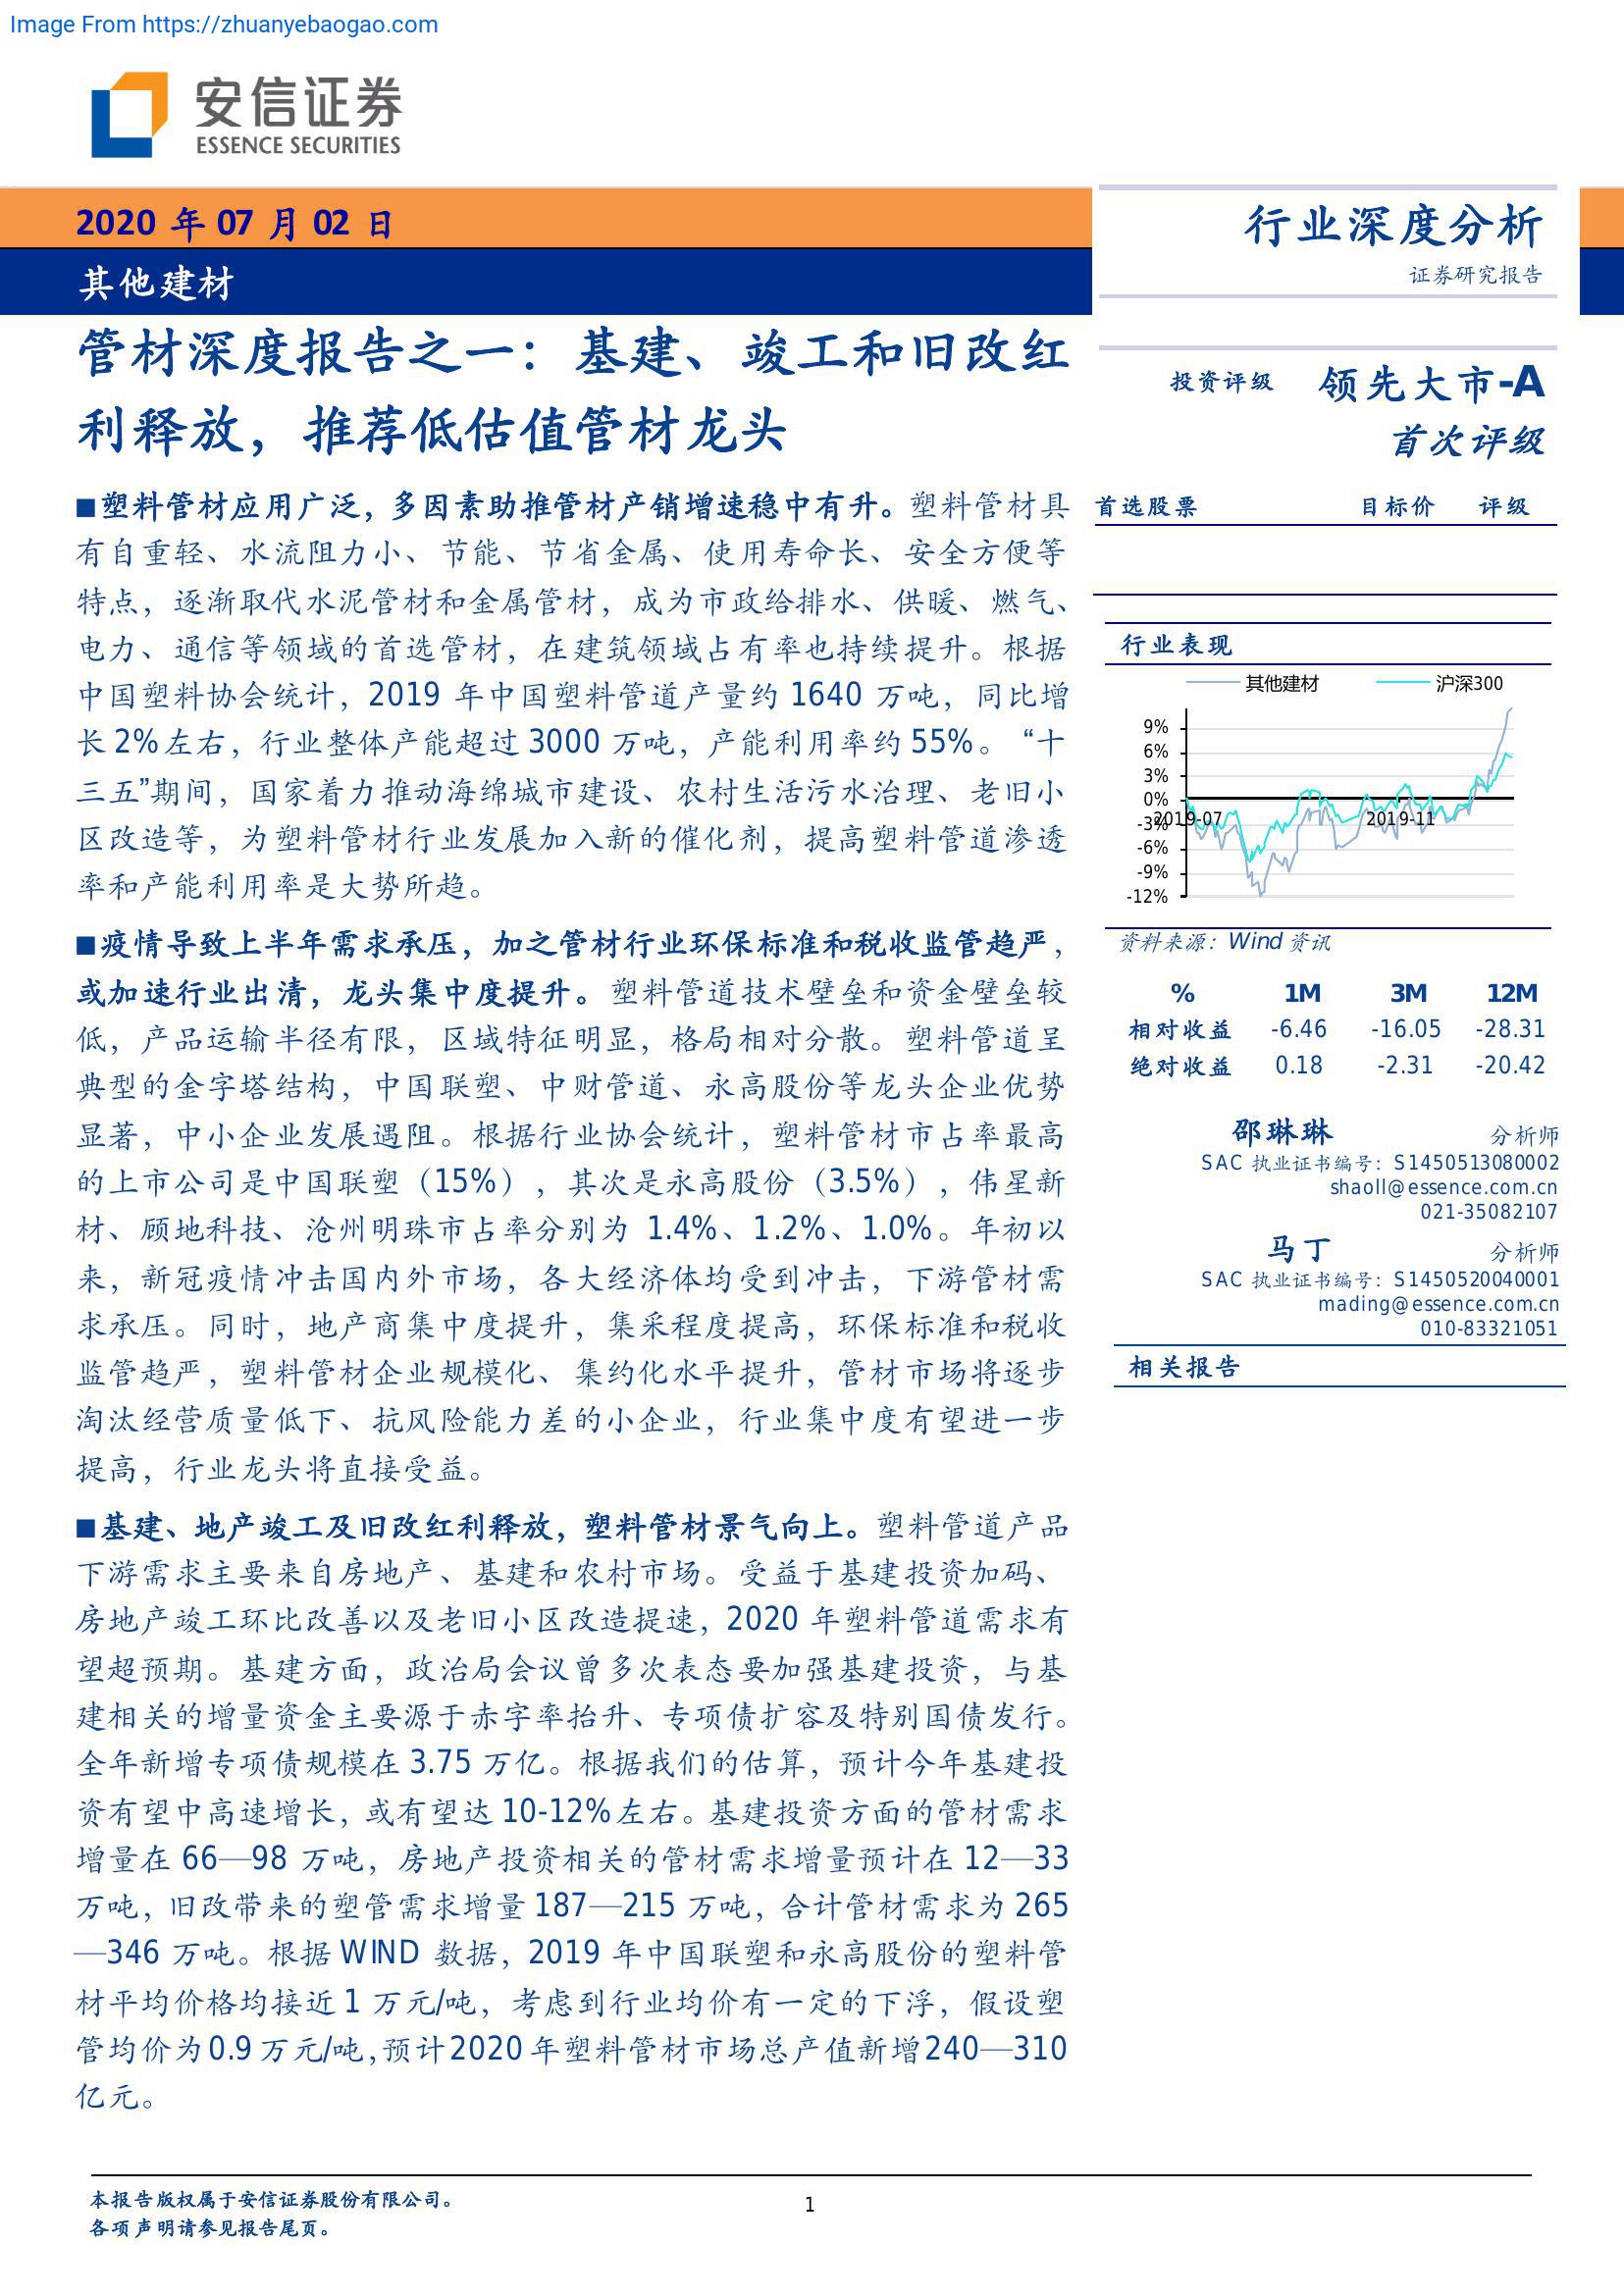 Image From https://zhuanyebaogao.com
安信证券
ESSENCE SECURITIES
2020 年 07 月 02 日
其他建材
管材深度报告之一：基建、竣工和旧改红
利释放，推荐低估值管材龙头
■塑料管材应用广泛，多因素助推管材产销增速稳中有升。塑料管材具
有自重轻、水流阻力小、节能、节省金属、使用寿命长、安全方便等
特点，逐渐取代水泥管材和金属管材，成为市政给排水、供暖、燃气、
电力、通信等领域的首选管材，在建筑领域占有率也持续提升。根据
中国塑料协会统计，2019 年中国塑料管道产量约 1640 万吨，同比增
长 2%左右，行业整体产能超过 3000 万吨，产能利用率约 55%。“十
三五”期间，国家着力推动海绵城市建设、农村生活污水治理、老旧小
区改造等，为塑料管材行业发展加入新的催化剂，提高塑料管道渗透
率和产能利用率是大势所趋。
■疫情导致上半年需求承压，加之管材行业环保标准和税收监管趋严，
或加速行业出清，龙头集中度提升。塑料管道技术壁垒和资金壁垒较
低，产品运输半径有限，区域特征明显，格局相对分散。塑料管道呈
典型的金字塔结构，中国联塑、中财管道、永高股份等龙头企业优势
显著，中小企业发展遇阻。根据行业协会统计，塑料管材市占率最高
的上市公司是中国联塑（15%），其次是永高股份（3.5%），伟星新
材、顾地科技、沧州明珠市占率分别为 1.4%、1.2%、1.0%。年初以
来，新冠疫情冲击国内外市场，各大经济体均受到冲击，下游管材需
求承压。同时，地产商集中度提升，集采程度提高，环保标准和税收
监管趋严，塑料管材企业规模化、集约化水平提升，管材市场将逐步
淘汰经营质量低下、抗风险能力差的小企业，行业集中度有望进一步
提高，行业龙头将直接受益。
■基建、地产竣工及旧改红利释放，塑料管材景气向上。塑料管道产品
下游需求主要来自房地产、基建和农村市场。受益于基建投资加码、
房地产竣工环比改善以及老旧小区改造提速，2020 年塑料管道需求有
望超预期。基建方面，政治局会议曾多次表态要加强基建投资，与基
建相关的增量资金主要源于赤字率抬升、专项债扩容及特别国债发行。
全年新增专项债规模在 3.75 万亿。根据我们的估算，预计今年基建投
资有望中高速增长，或有望达 10-12%左右。基建投资方面的管材需求
增量在 66—98 万吨，房地产投资相关的管材需求增量预计在 12—33
万吨，旧改带来的塑管需求增量 187—215 万吨，合计管材需求为 265
—346 万吨。根据 WIND 数据，2019 年中国联塑和永高股份的塑料管
材平均价格均接近 1 万元/吨，考虑到行业均价有一定的下浮，假设塑
管均价为 0.9 万元/吨，预计 2020 年塑料管材市场总产值新增 240—310
亿元。
行业深度分析
证券研究报告
投资评级 领先大市-A
首次评级
首选股票 目标价 评级
行业表现
其他建材 沪深300
9%
6%
3%
0%
-3%
-6%
-9%
-12%
2019-07 2019-11
资料来源：Wind 资讯
% 1M 3M 12M
相对收益 -6.46 -16.05 -28.31
绝对收益 0.18 -2.31 -20.42
邵琳琳 分析师
SAC 执业证书编号：S1450513080002
shaoll@essence.com.cn
021-35082107
马丁 分析师
SAC 执业证书编号：S1450520040001
mading@essence.com.cn
010-83321051
相关报告
本报告版权属于安信证券股份有限公司。
各项声明请参见报告尾页。
1